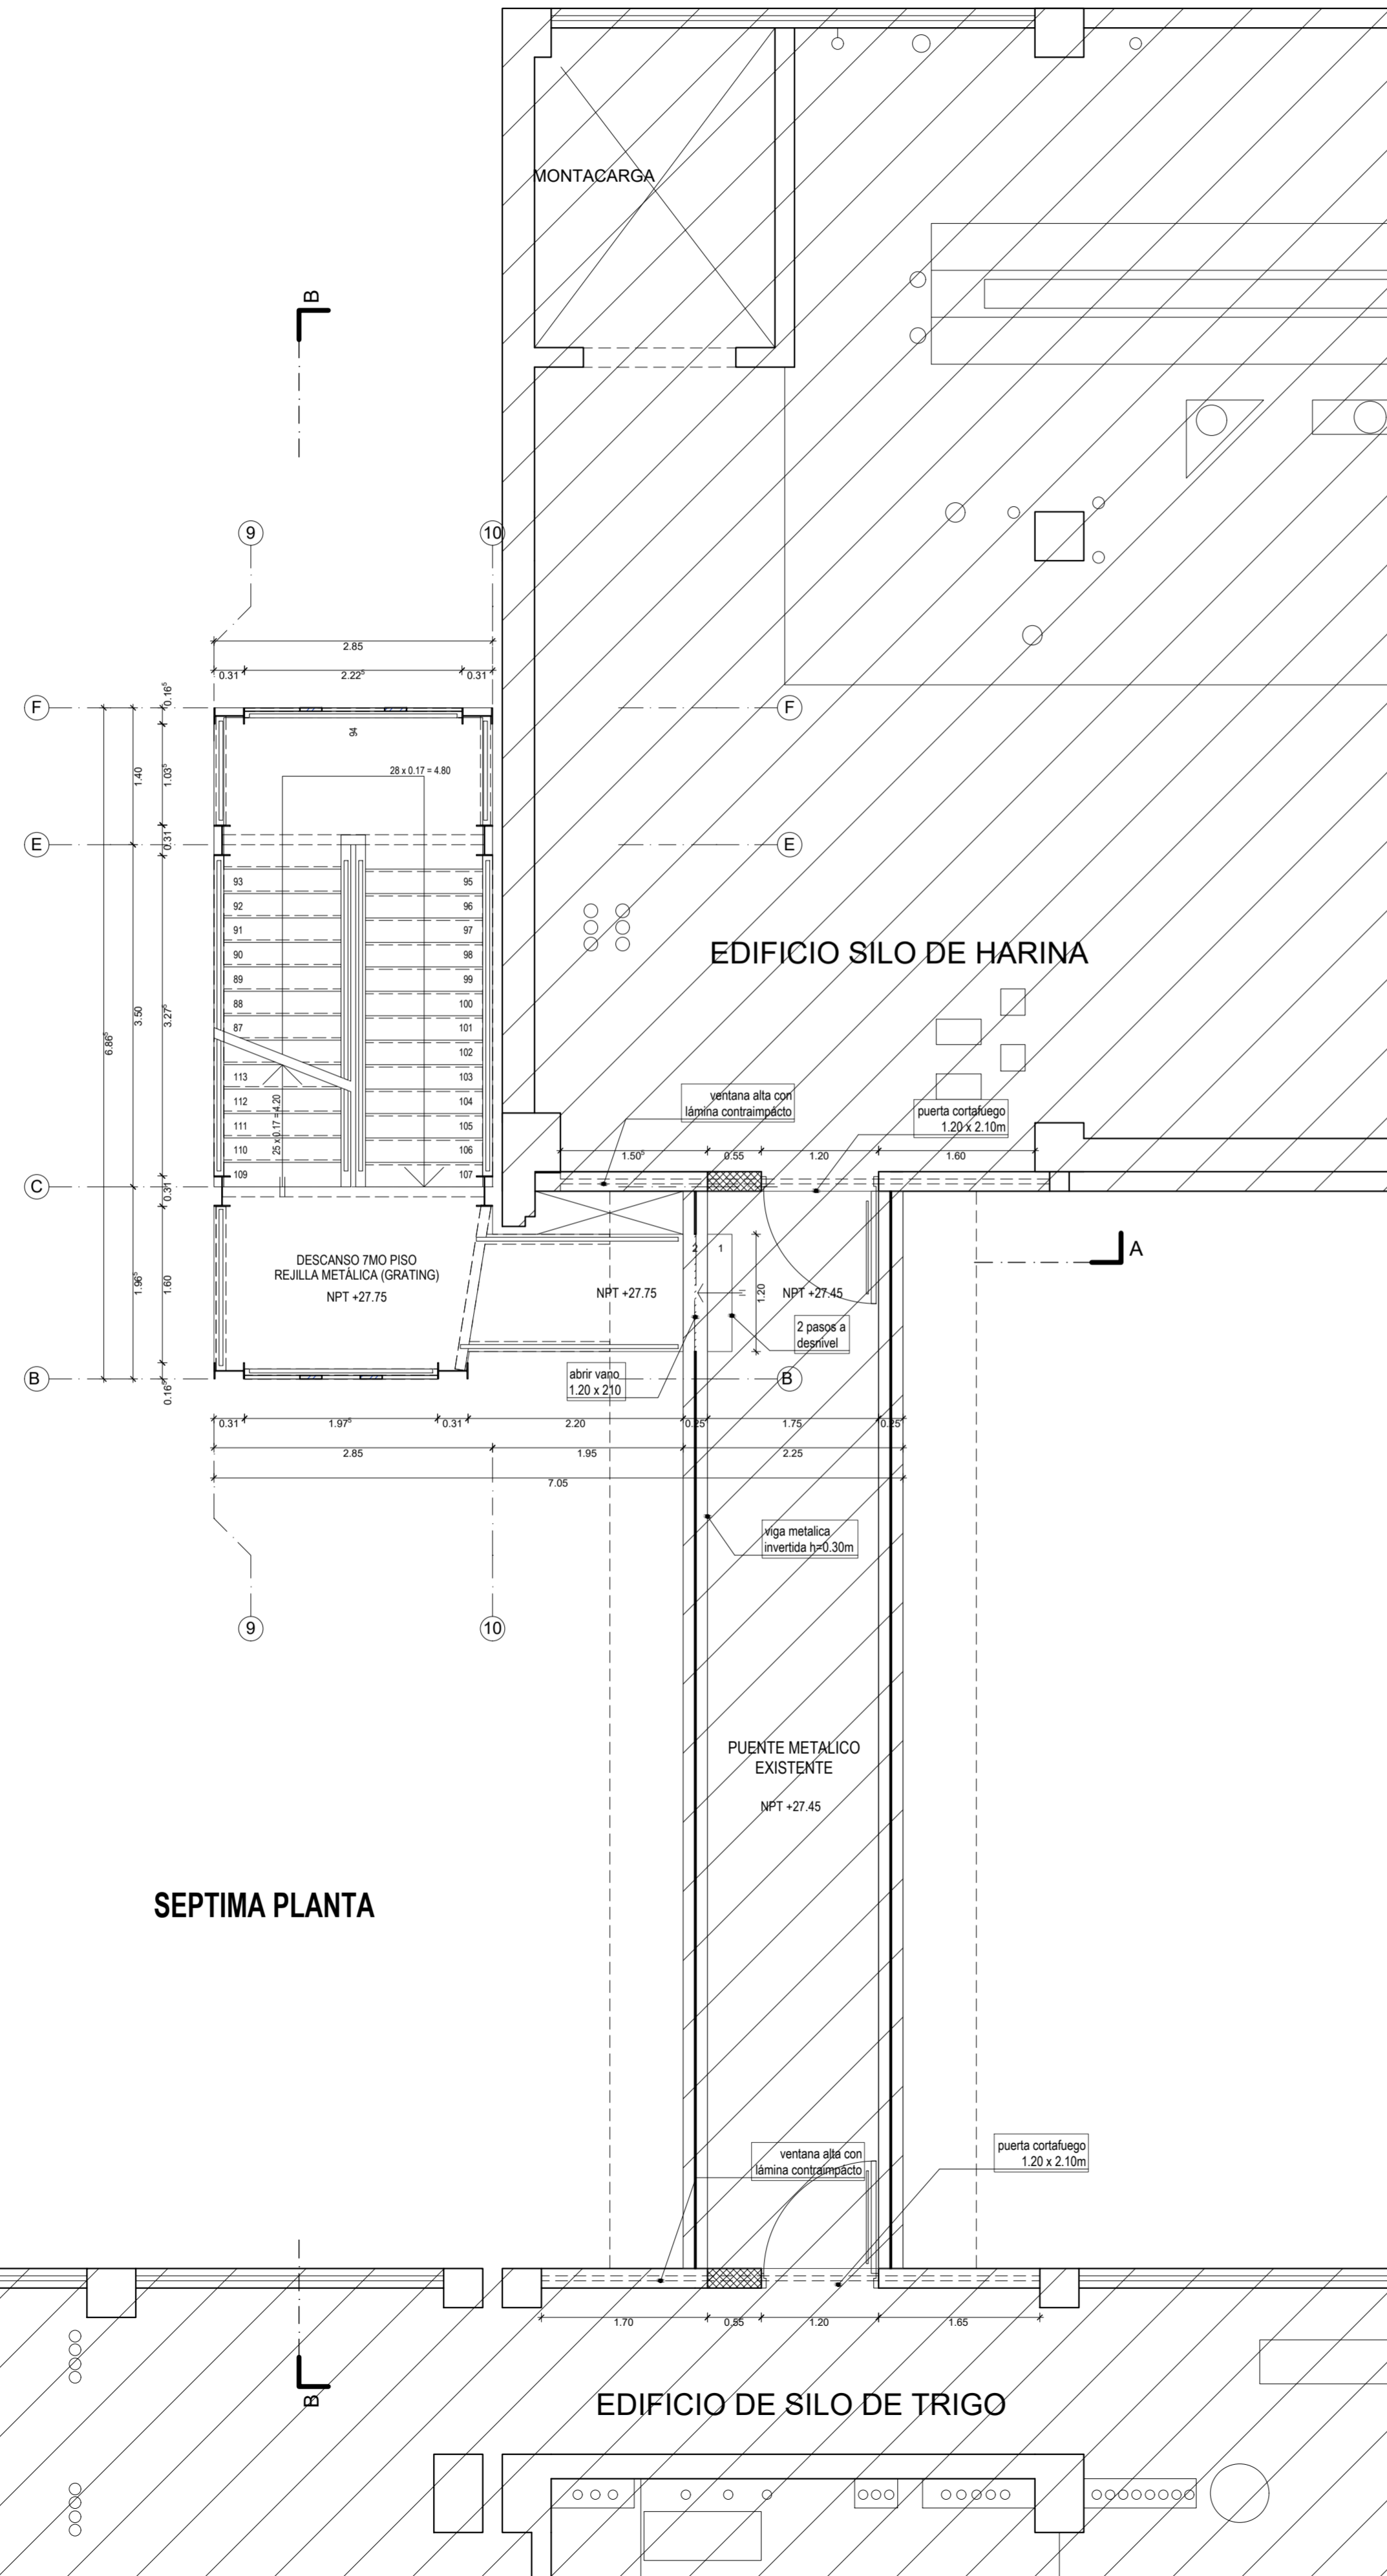 MONTACARGA
B
9
10
2.85
0.31
2.22⁵
0.31
F
F
0.16⁵
94
28 x 0.17 = 4.80
1.40
1.03⁵
E
E
0.31
93
95
92
96
91
97
90
98
89
99
88
100
87
101
102
113
103
112
104
111
105
110
106
109
107
25 x 0.17 = 4.20
6.86⁵
3.50
3.27⁵
EDIFICIO SILO DE HARINA
ventana alta con
lámina contraimpacto
puerta cortafuego
1.20 x 2.10m
1.50⁵
0.55
1.20
1.60
C
0.31
DESCANSO 7MO PISO
REJILLA METÁLICA (GRATING)
NPT +27.75
1.96⁵
1.60
NPT +27.75
2
1
1.20
NPT +27.45
A
2 pasos a
desnivel
abrir vano
1.20 x 210
B
B
0.16⁵
0.31
1.97⁵
0.31
2.20
0.25
1.75
0.25
2.85
1.95
2.25
7.05
viga metalica
invertida h=0.30m
9
10
PUENTE METALICO
EXISTENTE
NPT +27.45
SEPTIMA PLANTA
ventana alta con
lámina contraimpacto
puerta cortafuego
1.20 x 2.10m
1.70
0.55
1.20
1.65
B
EDIFICIO DE SILO DE TRIGO